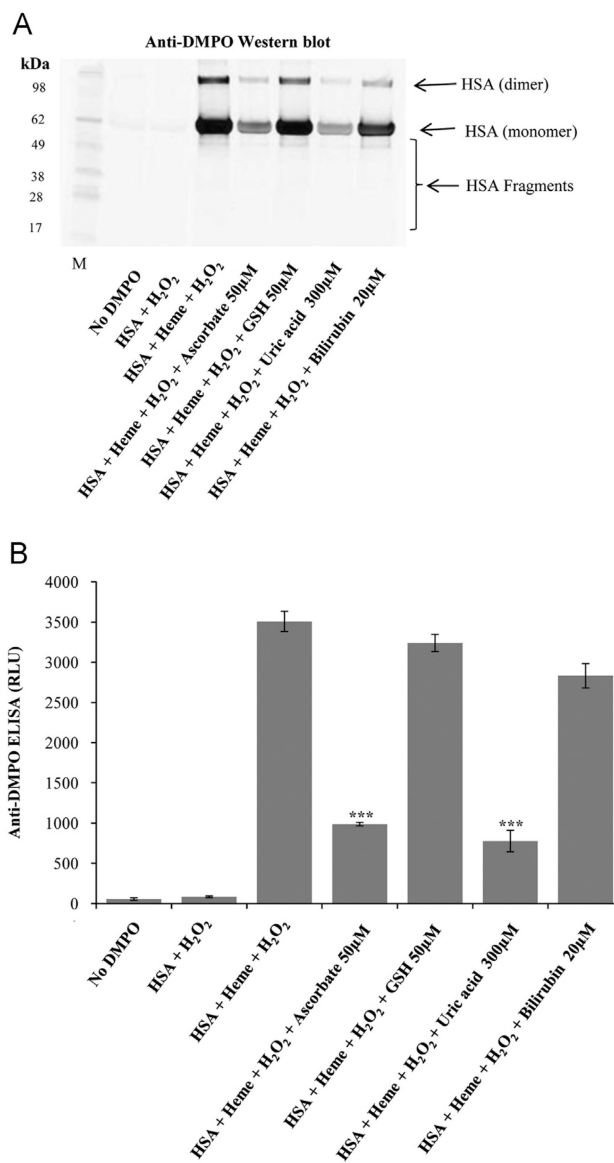 A
Anti-DMPO Western blot
kDa
98
62
49
38
28
17
HSA (dimer)
HSA (monomer)
HSA Fragments
M
No DMPO
HSA + H₂O₂
HSA + Heme + H₂O₂
HSA + Heme + H₂O₂ + Ascorbate 50µM
HSA + Heme + H₂O₂ + GSH 50µM
HSA + Heme + H₂O₂ + Uric acid 300µM
HSA + Heme + H₂O₂ + Bilirubin 20µM
B
Anti-DMPO ELISA (RLU)
4000
3500
3000
2500
2000
1500
1000
500
0
***
***
No DMPO
HSA + H₂O₂
HSA + Heme + H₂O₂
HSA + Heme + H₂O₂ + Ascorbate 50µM
HSA + Heme + H₂O₂ + GSH 50µM
HSA + Heme + H₂O₂ + Uric acid 300µM
HSA + Heme + H₂O₂ + Bilirubin 20µM